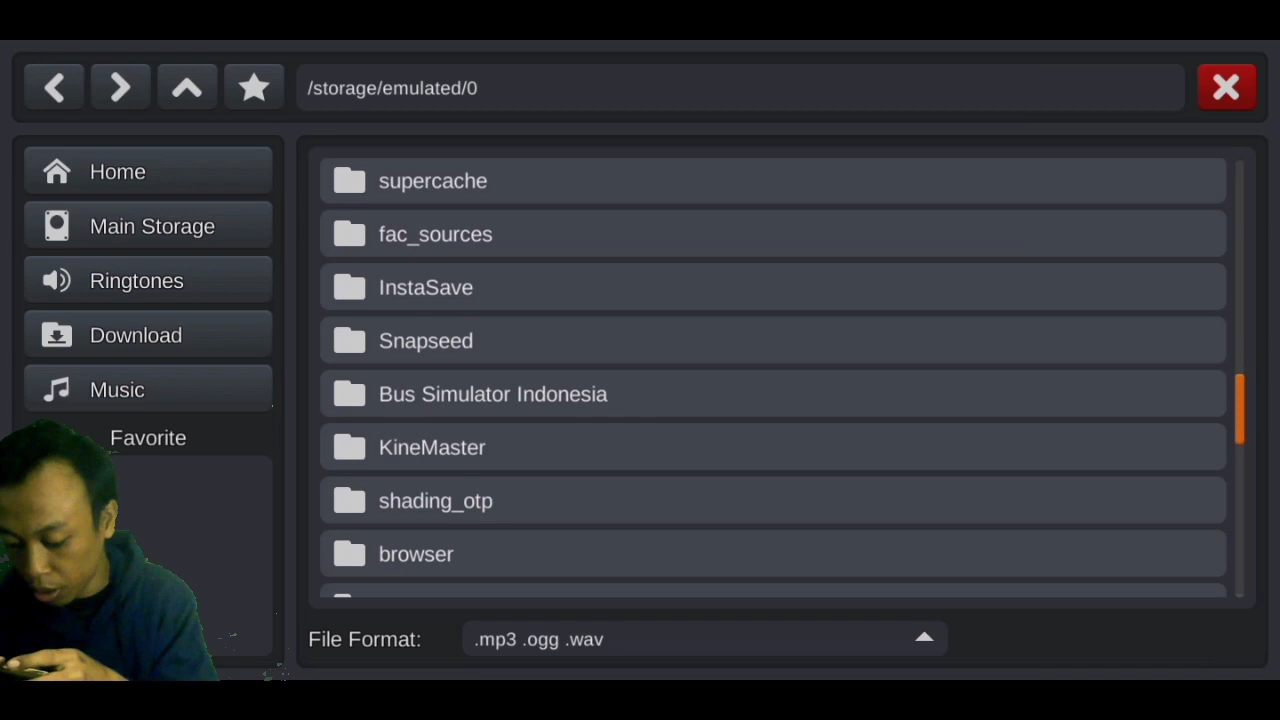 /storage/emulated/0
Home
Main Storage
Ringtones
Download
Music
Favorite
supercache
fac_sources
InstaSave
Snapseed
Bus Simulator Indonesia
KineMaster
shading_otp
browser
File Format:
.mp3 .ogg .wav